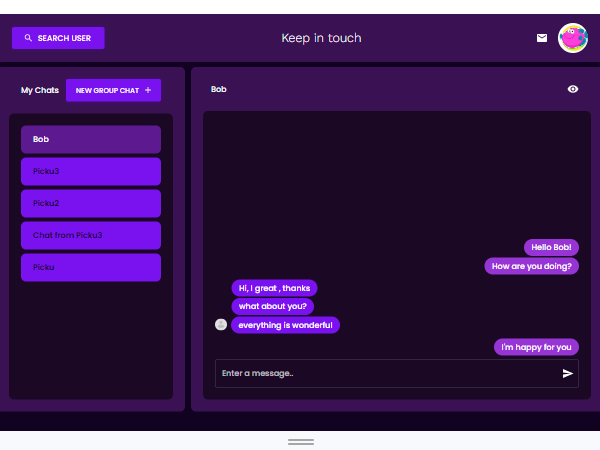 SEARCH USER
Keep in touch
My Chats
NEW GROUP CHAT +
Bob
Picku3
Picku2
Chat from Picku3
Picku
Bob
Hello Bob!
How are you doing?
Hi, I great , thanks
what about you?
everything is wonderful
I'm happy for you
Enter a message..